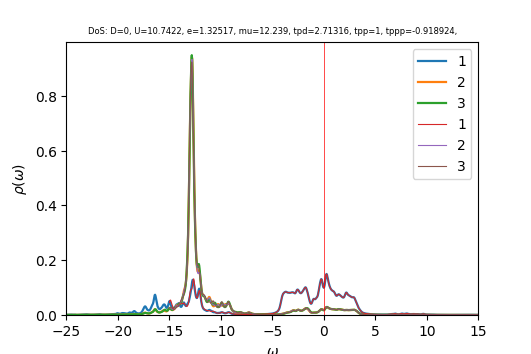 DoS: D=0, U=10.7422, e=1.32517, mu=12.239, tpd=2.71316, tpp=1, tppp=-0.918924,
ρ(ω)
0.8
0.6
0.4
0.2
0.0
1
2
3
1
2
3
−25 −20 −15 −10 −5 0 5 10 15
ω